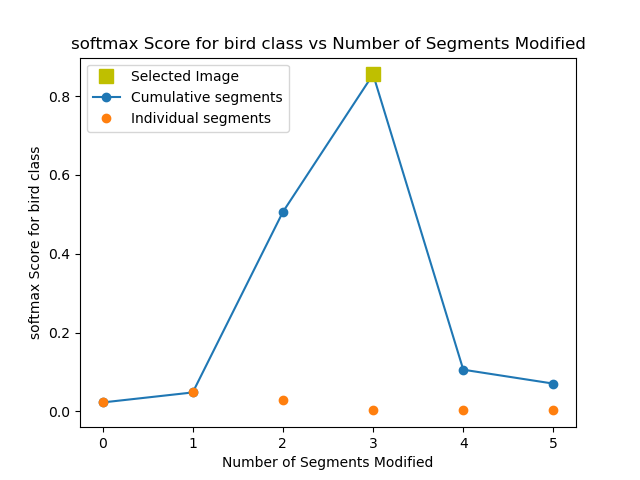 softmax Score for bird class vs Number of Segments Modified
Selected Image
Cumulative segments
Individual segments
softmax Score for bird class
0.8
0.6
0.4
0.2
0.0
0 1 2 3 4 5
Number of Segments Modified